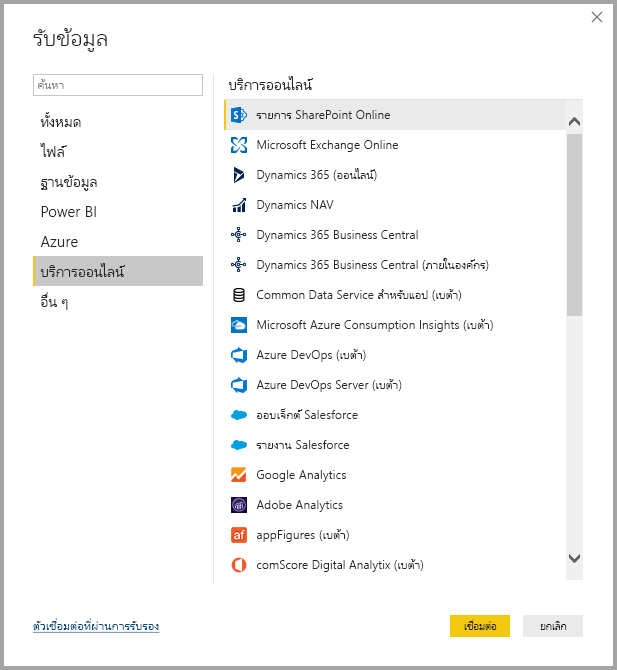 รับข้อมูล
ค้นหา
ทั้งหมด
ไฟล์
ฐานข้อมูล
Power BI
Azure
บริการออนไลน์
อื่น ๆ
บริการออนไลน์
รายการ SharePoint Online
Microsoft Exchange Online
Dynamics 365 (ออนไลน์)
Dynamics NAV
Dynamics 365 Business Central
Dynamics 365 Business Central (ภายในองค์กร)
Common Data Service สำหรับแอป (เบต้า)
Microsoft Azure Consumption Insights (เบต้า)
Azure DevOps (เบต้า)
Azure DevOps Server (เบต้า)
ออบเจ็กต์ Salesforce
รายงาน Salesforce
Google Analytics
Adobe Analytics
appFigures (เบต้า)
comScore Digital Analytix (เบต้า)
ตัวเชื่อมต่อที่ผ่านการรับรอง
เชื่อมต่อ
ยกเลิก